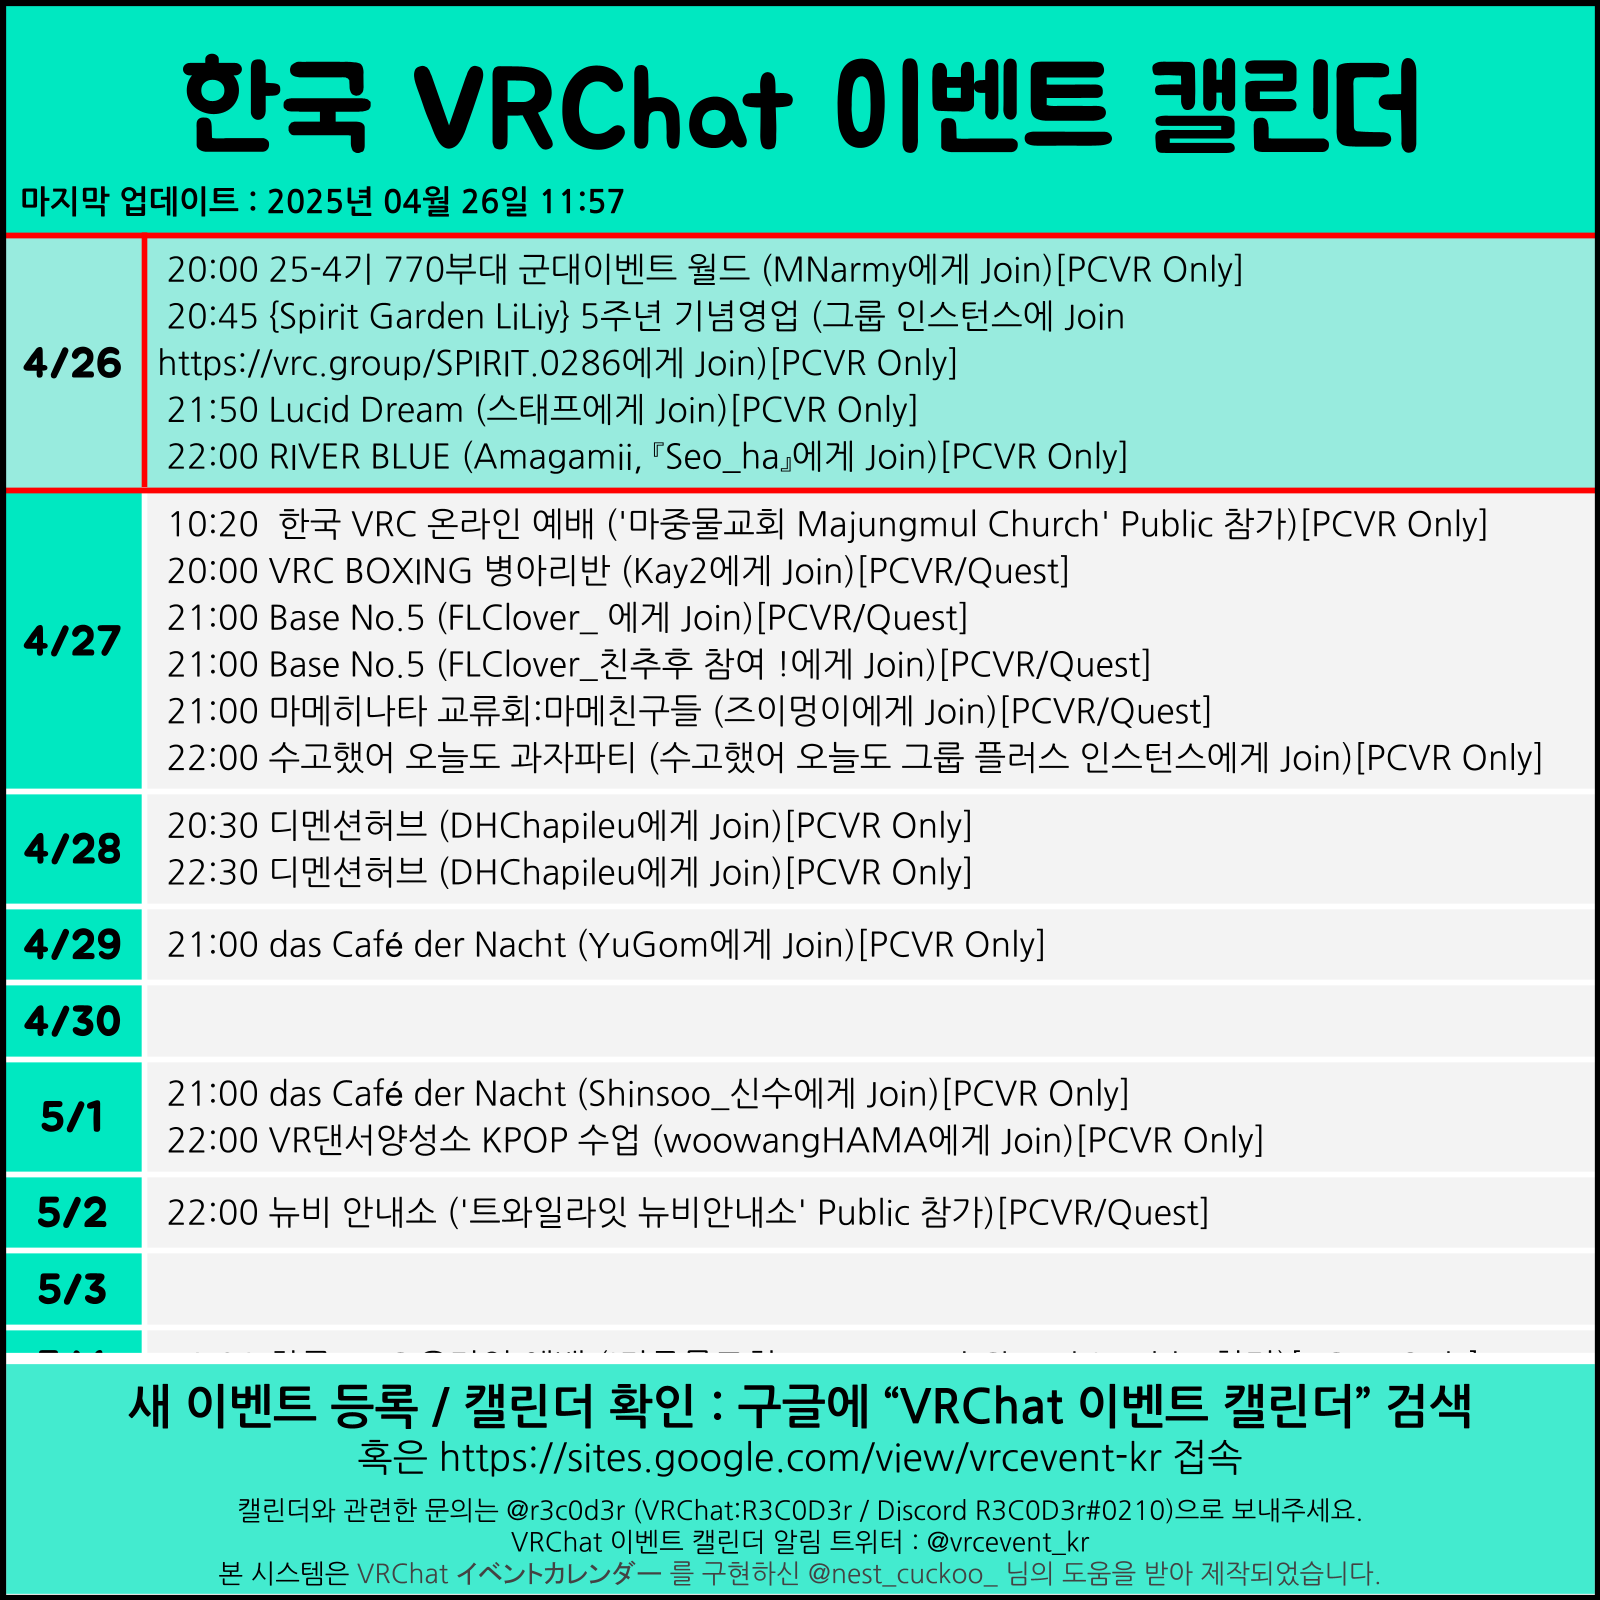 한국 VRChat 이벤트 캘린더
마지막 업데이트 : 2025년 04월 26일 11:57
4/26
20:00 25-4기 770부대 군대이벤트 월드 (MNarmy에게 Join)[PCVR Only]
20:45 {Spirit Garden LiLiy} 5주년 기념영업 (그룹 인스턴스에 Join
https://vrc.group/SPIRIT.0286에게 Join)[PCVR Only]
21:50 Lucid Dream (스태프에게 Join)[PCVR Only]
22:00 RIVER BLUE (Amagamii, 『Seo_ha』에게 Join)[PCVR Only]
4/27
10:20 한국 VRC 온라인 예배 ('마중물교회 Majungmul Church' Public 참가)[PCVR Only]
20:00 VRC BOXING 병아리반 (Kay2에게 Join)[PCVR/Quest]
21:00 Base No.5 (FLClover_ 에게 Join)[PCVR/Quest]
21:00 Base No.5 (FLClover_친추후 참여 !에게 Join)[PCVR/Quest]
21:00 마메히나타 교류회:마메친구들 (즈이멍이에게 Join)[PCVR/Quest]
22:00 수고했어 오늘도 과자파티 (수고했어 오늘도 그룹 플러스 인스턴스에게 Join)[PCVR Only]
4/28
20:30 디멘션허브 (DHChapileu에게 Join)[PCVR Only]
22:30 디멘션허브 (DHChapileu에게 Join)[PCVR Only]
4/29
21:00 das Café der Nacht (YuGom에게 Join)[PCVR Only]
4/30
5/1
21:00 das Café der Nacht (Shinsoo_신수에게 Join)[PCVR Only]
22:00 VR댄서양성소 KPOP 수업 (woowangHAMA에게 Join)[PCVR Only]
5/2
22:00 뉴비 안내소 ('트와일라잇 뉴비안내소' Public 참가)[PCVR/Quest]
5/3
새 이벤트 등록 / 캘린더 확인 : 구글에 “VRChat 이벤트 캘린더” 검색
혹은 https://sites.google.com/view/vrcevent-kr 접속
캘린더와 관련한 문의는 @r3c0d3r (VRChat:R3C0D3r / Discord R3C0D3r#0210)으로 보내주세요.
VRChat 이벤트 캘린더 알림 트위터 : @vrcevent_kr
본 시스템은 VRChat イベントカレンダー 를 구현하신 @nest_cuckoo_ 님의 도움을 받아 제작되었습니다.